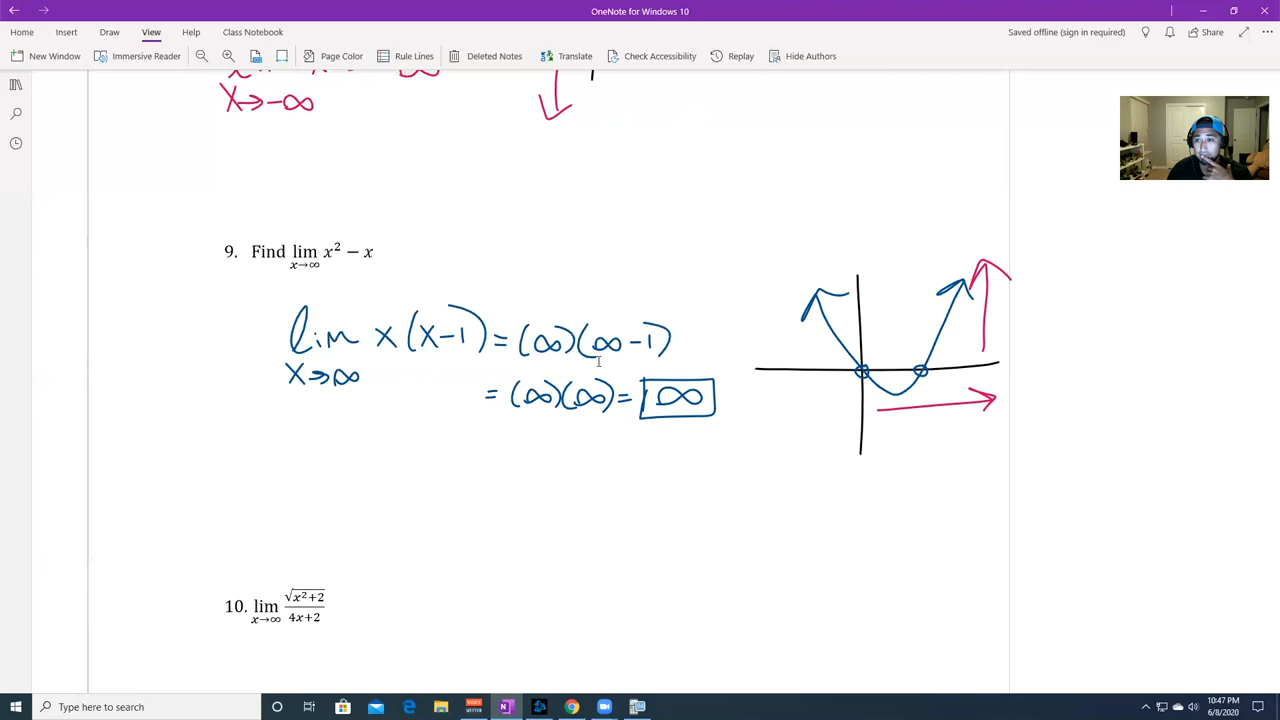 OneNote for Windows 10
Home Insert Draw View Help Class Notebook
Saved offline (sign in required) Share
New Window Immersive Reader Page Color Rule Lines Deleted Notes Translate Check Accessibility Replay Hide Authors
X→-∞
9. Find lim x→∞ x² − x
lim x→∞ x(x-1) = (∞)(∞-1)
= (∞)(∞) = ∞
10. lim x→∞ √x²+2 / 4x+2
Type here to search
10:47 PM
6/8/2020